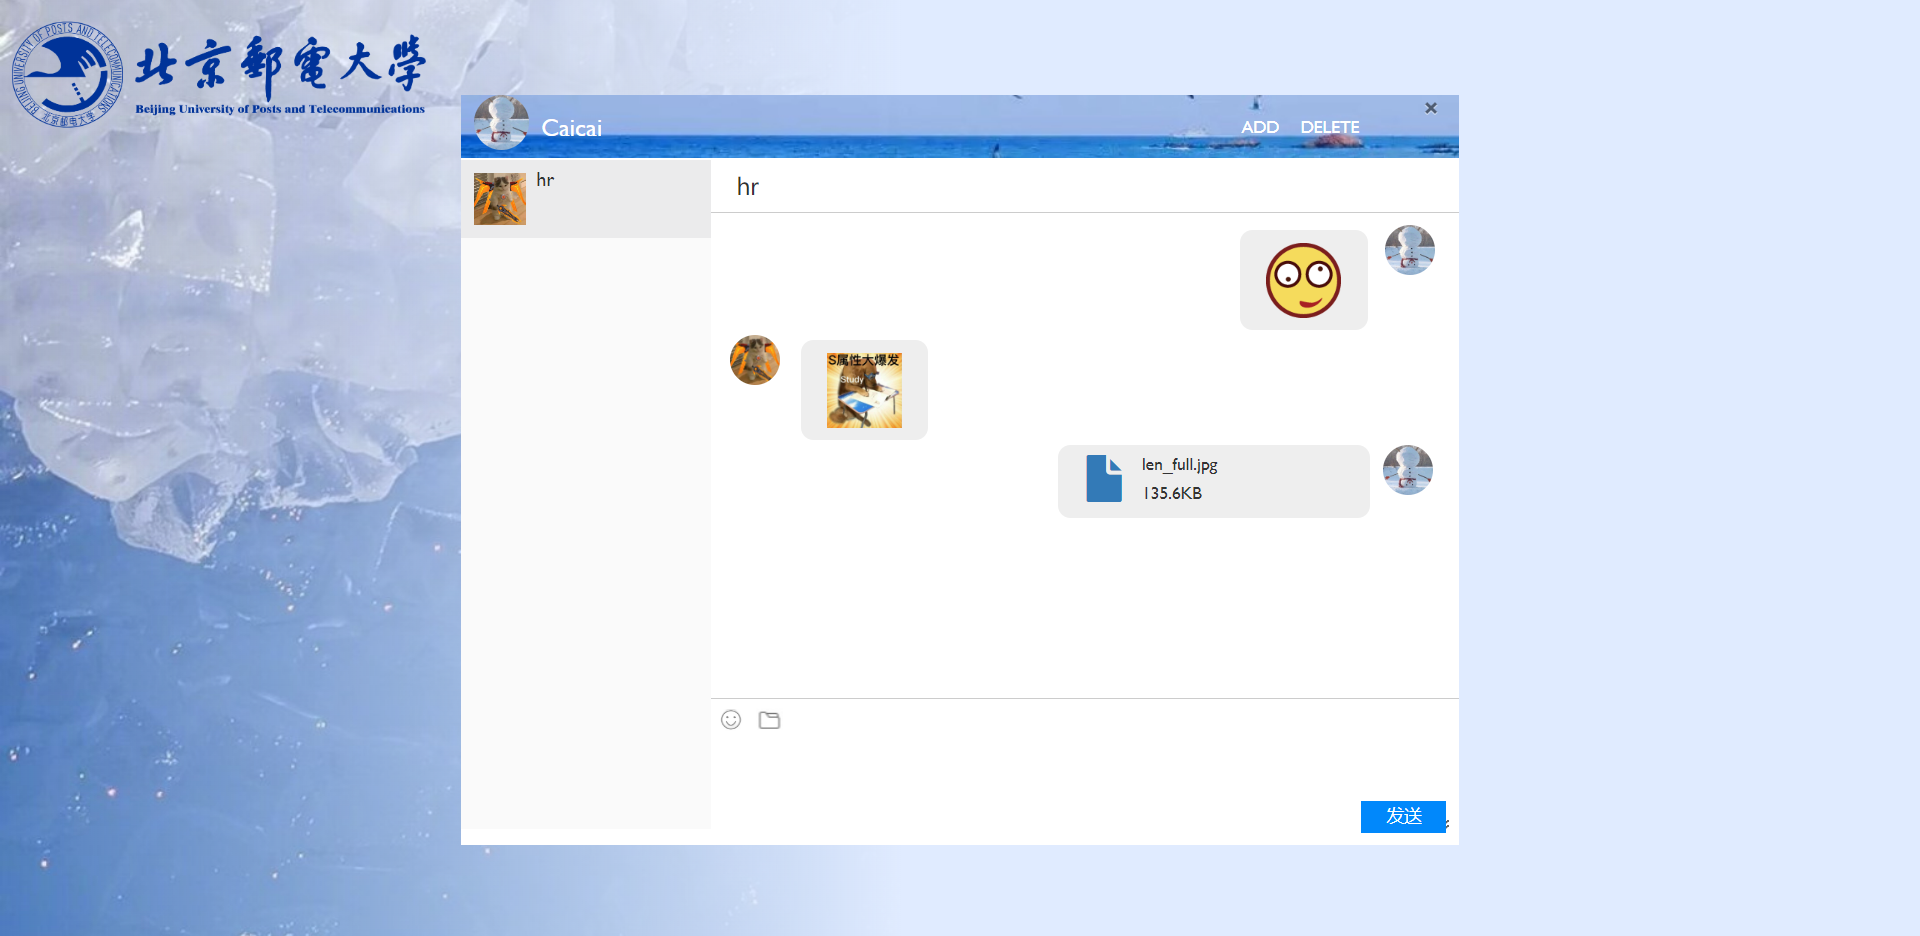 BEIJING UNIVERSITY OF POSTS AND TELECOMMUNICATIONS
北京邮电大学
北京郵電大學
Beijing University of Posts and Telecommunications
Caicai
ADD DELETE
hr
hr
S属性大爆发
Study
len_full.jpg
135.6KB
发送